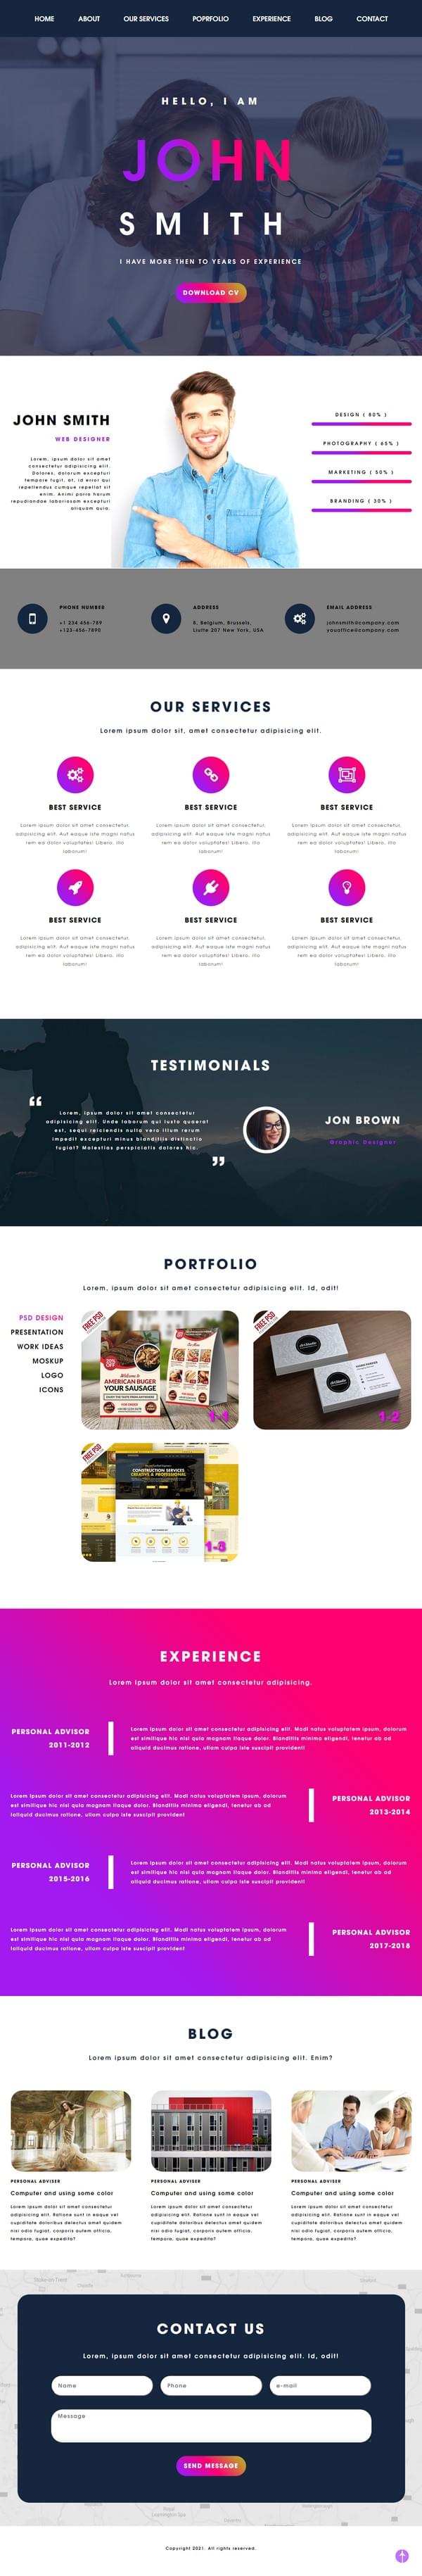 HOME ABOUT OUR SERVICES POPRFOLIO EXPERIENCE BLOG CONTACT
HELLO, I AM
JOHN
SMITH
I HAVE MORE THEN TO YEARS OF EXPERIENCE
DOWNLOAD CV
JOHN SMITH
WEB DESIGNER
Lorem, ipsum dolor sit amet
consectetur adipisicing elit.
Dolores, dolorum excepturi
tempore fugit, at, id error qui
repellendus cumque repellat sit
enim. Animi porro harum
repudiandae laboriosam excepturi
aliquam quia.
DESIGN ( 80% )
PHOTOGRAPHY ( 65% )
MARKETING ( 50% )
BRANDING ( 30% )
PHONE NUMBER
+1 234 456-789
+123-456-7890
ADDRESS
8, Belgium, Brussels,
Liutte 207 New York, USA
EMAIL ADDRESS
johnsmith@company.com
youoffice@company.com
OUR SERVICES
Lorem ipsum dolor sit, amet consectetur adipisicing elit.
BEST SERVICE
Lorem ipsum dolor sit amet consectetur,
adipisicing elit. Aut eaque iste magni natus
rem ea dolor voluptates! Libero, illo
laborum!
BEST SERVICE
Lorem ipsum dolor sit amet consectetur,
adipisicing elit. Aut eaque iste magni natus
rem ea dolor voluptates! Libero, illo
laborum!
BEST SERVICE
Lorem ipsum dolor sit amet consectetur,
adipisicing elit. Aut eaque iste magni natus
rem ea dolor voluptates! Libero, illo
laborum!
BEST SERVICE
Lorem ipsum dolor sit amet consectetur,
adipisicing elit. Aut eaque iste magni natus
rem ea dolor voluptates! Libero, illo
laborum!
BEST SERVICE
Lorem ipsum dolor sit amet consectetur,
adipisicing elit. Aut eaque iste magni natus
rem ea dolor voluptates! Libero, illo
laborum!
BEST SERVICE
Lorem ipsum dolor sit amet consectetur,
adipisicing elit. Aut eaque iste magni natus
rem ea dolor voluptates! Libero, illo
laborum!
TESTIMONIALS
“
Lorem, ipsum dolor sit amet consectetur
adipisicing elit. Unde laborum qui iusto quaerat
est, sequi reiciendis nulla vero illum rerum
impedit excepturi minus blanditiis distinctio
fugiat? Molestias perspiciatis dolores hic.
”
JON BROWN
Graphic Designer
PORTFOLIO
Lorem, ipsum dolor sit amet consectetur adipisicing elit. Id, odit!
PSD DESIGN
PRESENTATION
WORK IDEAS
MOSKUP
LOGO
ICONS
FREE PSD
Welcome to
AMERICAN BUGER
YOUR SAUSAGE
1-1
FREE PSD
1-2
FREE PSD
CONSTRUCTION SERVICES
CREATIVE & PROFESSIONAL
1-3
EXPERIENCE
Lorem ipsum dolor sit amet consectetur adipisicing.
PERSONAL ADVISOR
2011-2012
Lorem ipsum dolor sit amet consectetur adipisicing elit. Modi natus voluptatem ipsum, dolorum
est similique hic nisi quia magnam itaque dolor. Blanditiis minima eligendi, tenetur ab ad
aliquid ducimus ratione, ullam culpa iste suscipit provident!
Lorem ipsum dolor sit amet consectetur adipisicing elit. Modi natus voluptatem ipsum, dolorum
est similique hic nisi quia magnam itaque dolor. Blanditiis minima eligendi, tenetur ab ad
aliquid ducimus ratione, ullam culpa iste suscipit provident
PERSONAL ADVISOR
2013-2014
PERSONAL ADVISOR
2015-2016
Lorem ipsum dolor sit amet consectetur adipisicing elit. Modi natus voluptatem ipsum, dolorum
est similique hic nisi quia magnam itaque dolor. Blanditiis minima eligendi, tenetur ab ad
aliquid ducimus ratione, ullam culpa iste suscipit provident!
Lorem ipsum dolor sit amet consectetur adipisicing elit. Modi natus voluptatem ipsum, dolorum
est similique hic nisi quia magnam itaque dolor. Blanditiis minima eligendi, tenetur ab ad
aliquid ducimus ratione, ullam culpa iste suscipit provident
PERSONAL ADVISOR
2017-2018
BLOG
Lorem ipsum dolor sit amet consectetur adipisicing elit. Enim?
PERSONAL ADVISER
Computer and using some color
Lorem ipsum dolor sit amet consectetur
adipisicing elit. Ratione sunt in eaque vel
cupiditate doloribus delectus amet quidem
nisi odio fugiat, corporis autem officia,
tempora, quae expedita?
PERSONAL ADVISER
Computer and using some color
Lorem ipsum dolor sit amet consectetur
adipisicing elit. Ratione sunt in eaque vel
cupiditate doloribus delectus amet quidem
nisi odio fugiat, corporis autem officia,
tempora, quae expedita?
PERSONAL ADVISER
Computer and using some color
Lorem ipsum dolor sit amet consectetur
adipisicing elit. Ratione sunt in eaque vel
cupiditate doloribus delectus amet quidem
nisi odio fugiat, corporis autem officia,
tempora, quae expedita?
CONTACT US
Lorem, ipsum dolor sit amet consectetur adipisicing elit. Id, odit!
Name Phone e-mail
Message
SEND MESSAGE
Royal
Leamington Spa
Copyright 2021. All rights reserved.